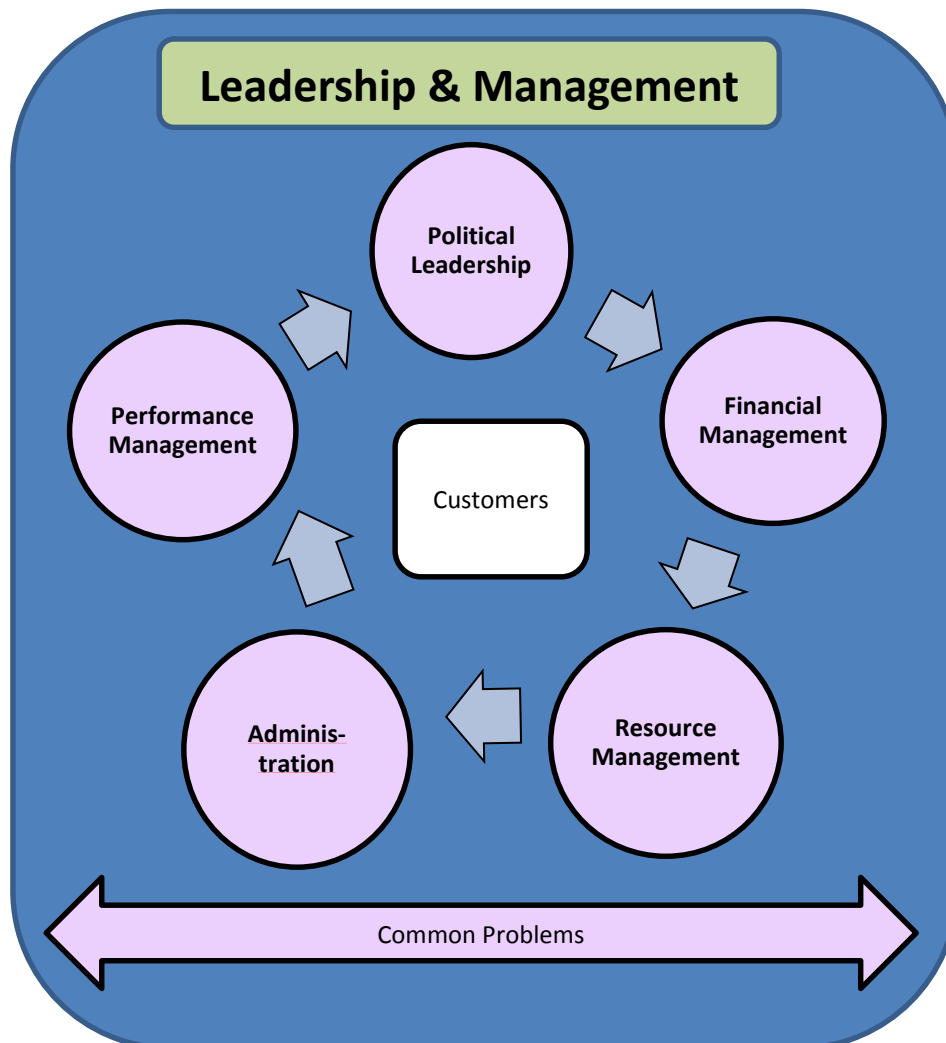 Leadership & Management
Political
Leadership
Financial
Management
Resource
Management
Adminis-
tration
Performance
Management
Customers
Common Problems